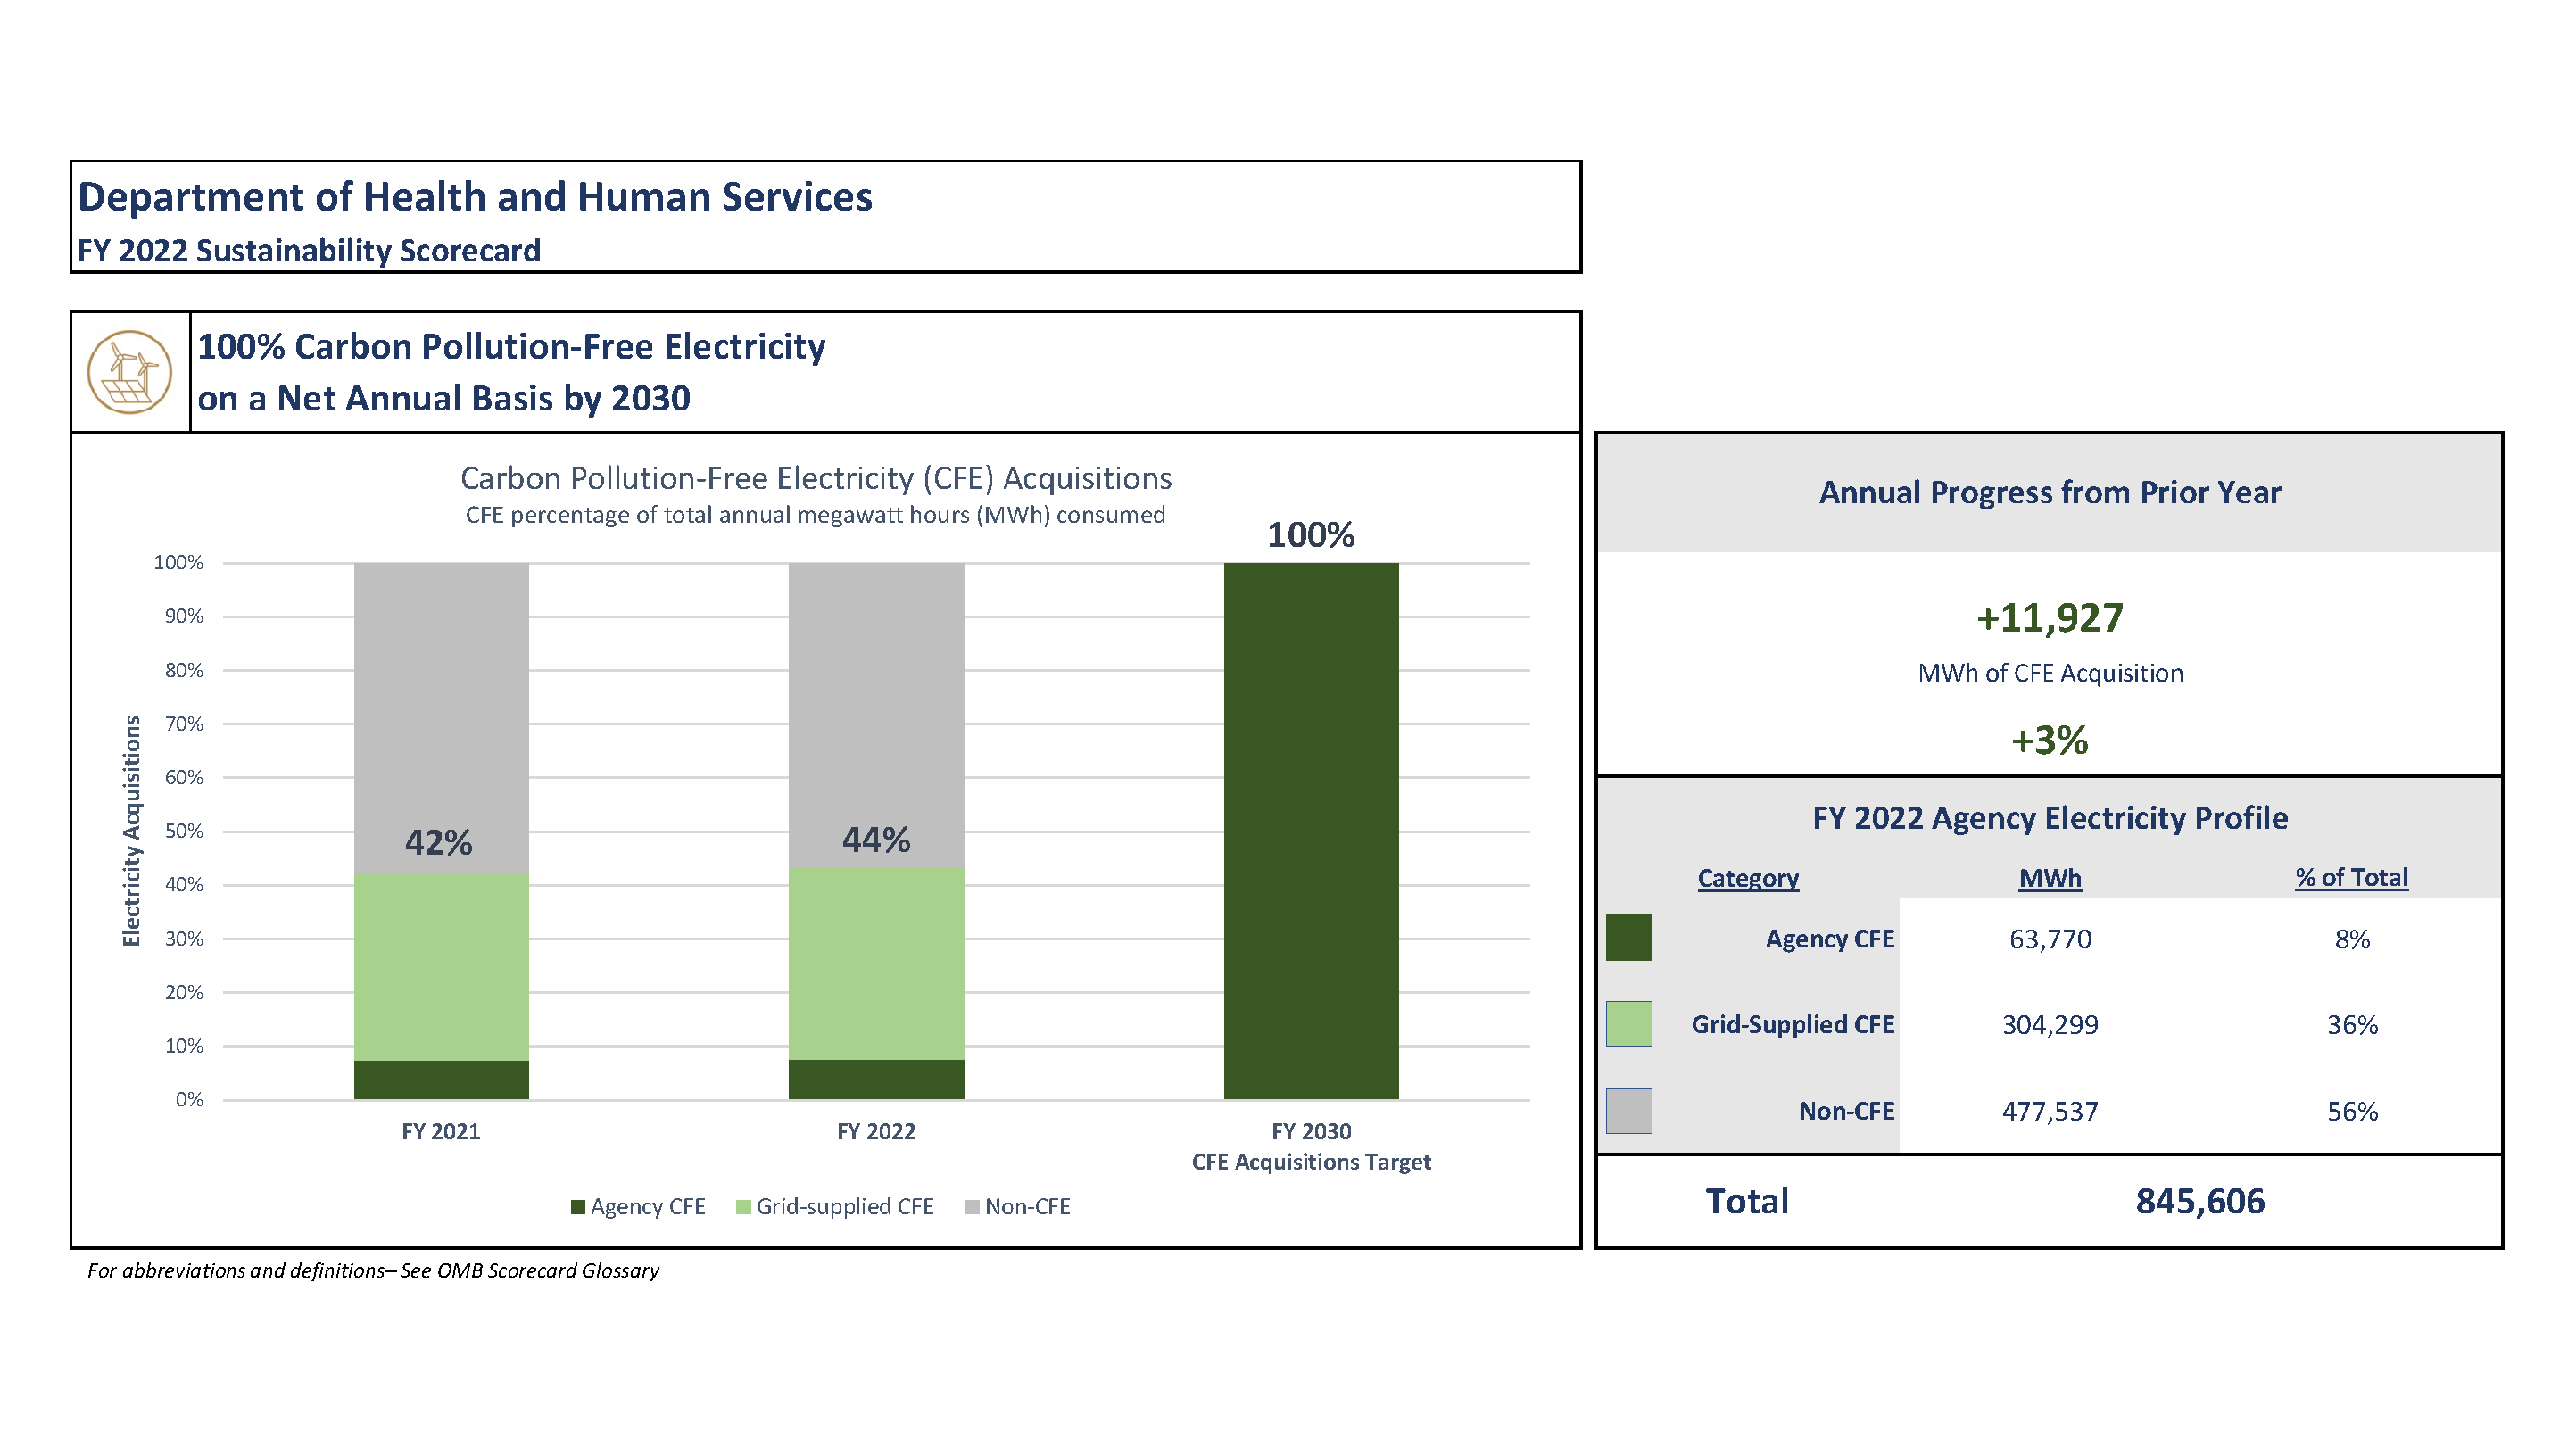 Department of Health and Human Services
FY 2022 Sustainability Scorecard
100% Carbon Pollution-Free Electricity
on a Net Annual Basis by 2030
Carbon Pollution-Free Electricity (CFE) Acquisitions
CFE percentage of total annual megawatt hours (MWh) consumed
Electricity Acquisitions
100%
90%
80%
70%
60%
50%
40%
30%
20%
10%
0%
42%
44%
100%
FY 2021
FY 2022
FY 2030
CFE Acquisitions Target
Agency CFE Grid-supplied CFE Non-CFE
Annual Progress from Prior Year
+11,927
MWh of CFE Acquisition
+3%
FY 2022 Agency Electricity Profile
Category MWh % of Total
Agency CFE 63,770 8%
Grid-Supplied CFE 304,299 36%
Non-CFE 477,537 56%
Total 845,606
For abbreviations and definitions– See OMB Scorecard Glossary